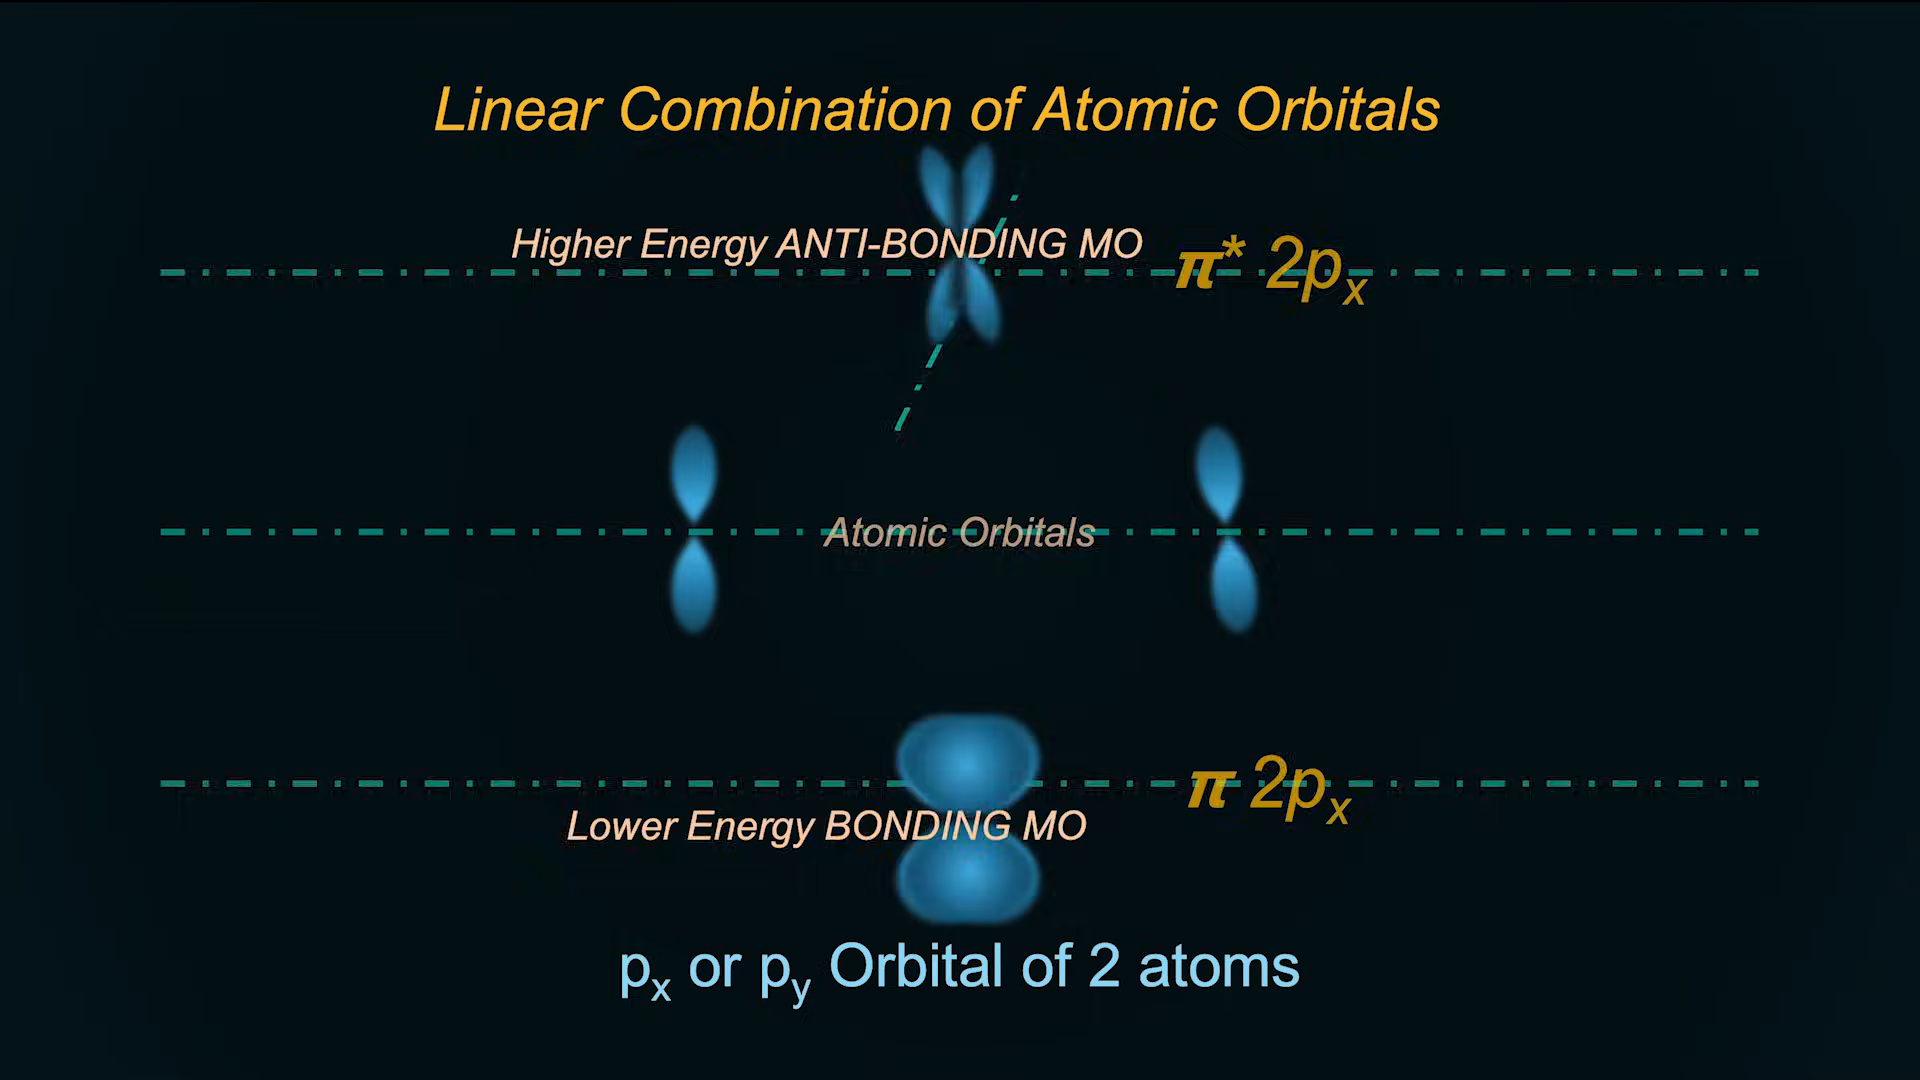 Linear Combination of Atomic Orbitals
Higher Energy ANTI-BONDING MO
π* 2pₓ
Atomic Orbitals
π 2pₓ
Lower Energy BONDING MO
pₓ or p_y Orbital of 2 atoms